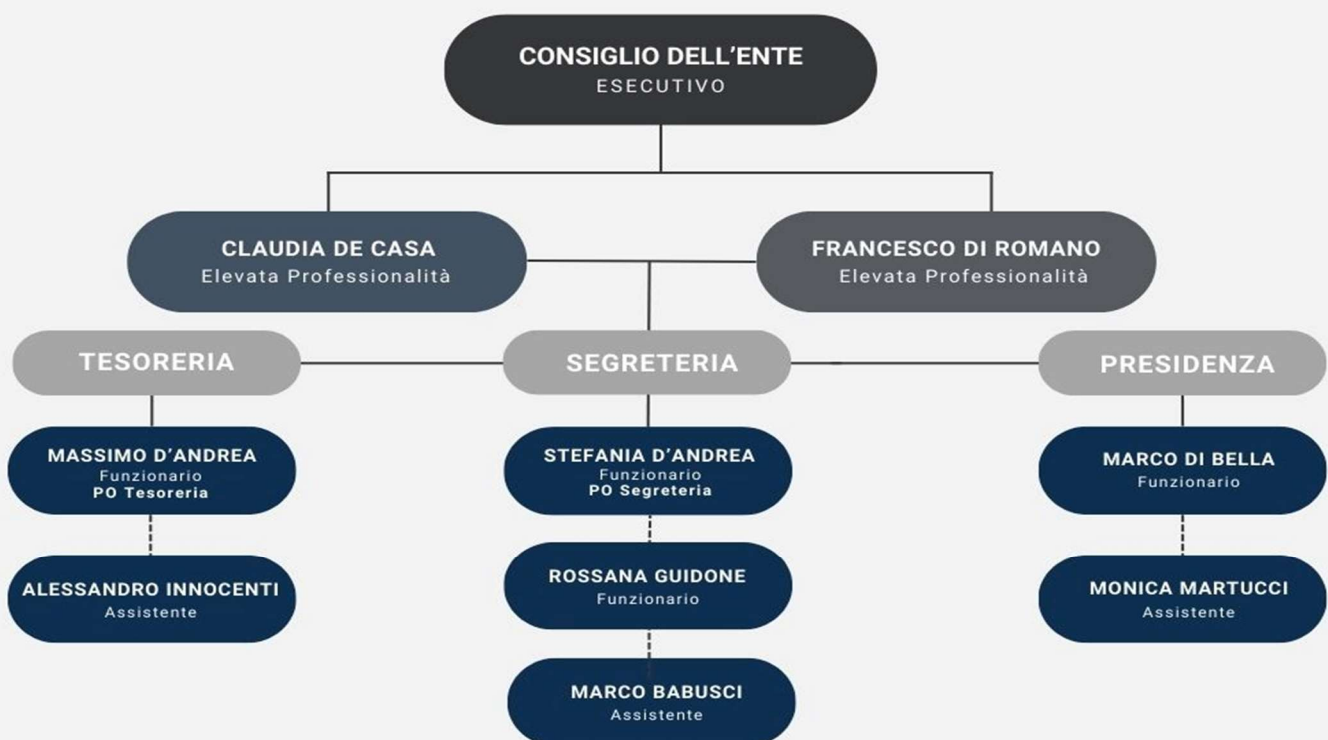 CONSIGLIO DELL'ENTE
ESECUTIVO
CLAUDIA DE CASA
Elevata Professionalità
FRANCESCO DI ROMANO
Elevata Professionalità
TESORERIA
SEGRETERIA
PRESIDENZA
MASSIMO D'ANDREA
Funzionario
PO Tesoreria
STEFANIA D'ANDREA
Funzionario
PO Segreteria
MARCO DI BELLA
Funzionario
ALESSANDRO INNOCENTI
Assistente
ROSSANA GUIDONE
Funzionario
MONICA MARTUCCI
Assistente
MARCO BABUSCI
Assistente